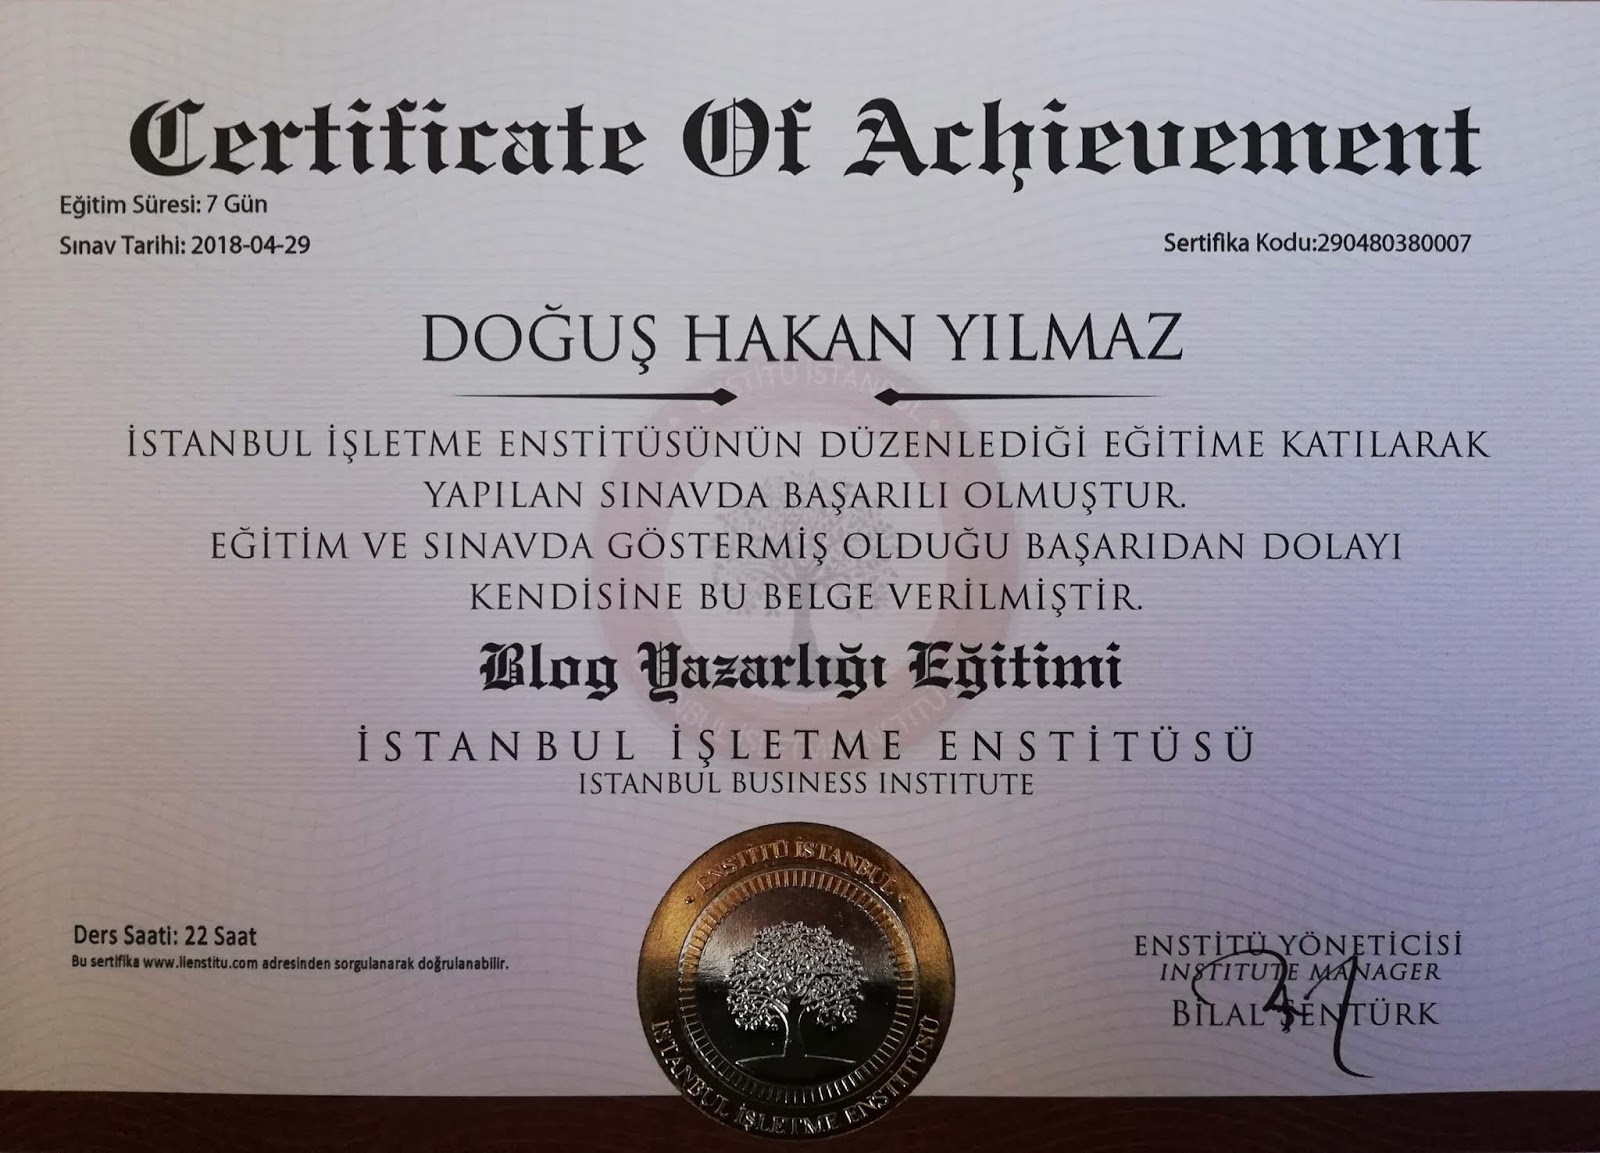 Certificate Of Achievement
Eğitim Süresi: 7 Gün
Sınav Tarihi: 2018-04-29
Sertifika Kodu:290480380007
DOĞUŞ HAKAN YILMAZ
İSTANBUL İŞLETME ENSTİTÜSÜNÜN DÜZENLEDİĞİ EĞİTİME KATILARAK
YAPILAN SINAVDA BAŞARILI OLMUŞTUR.
EĞİTİM VE SINAVDA GÖSTERMİŞ OLDUĞU BAŞARIDAN DOLAYI
KENDİSİNE BU BELGE VERİLMİŞTİR.
Blog Yazarlığı Eğitimi
İSTANBUL İŞLETME ENSTİTÜSÜ
ISTANBUL BUSINESS INSTITUTE
ENSTİTÜ İSTANBUL
İSTANBUL İŞLETME ENSTİTÜSÜ
Ders Saati: 22 Saat
Bu sertifika www.iienstitu.com adresinden sorgulanarak doğrulanabilir.
ENSTİTÜ YÖNETİCİSİ
INSTITUTE MANAGER
BİLAL ŞENTÜRK